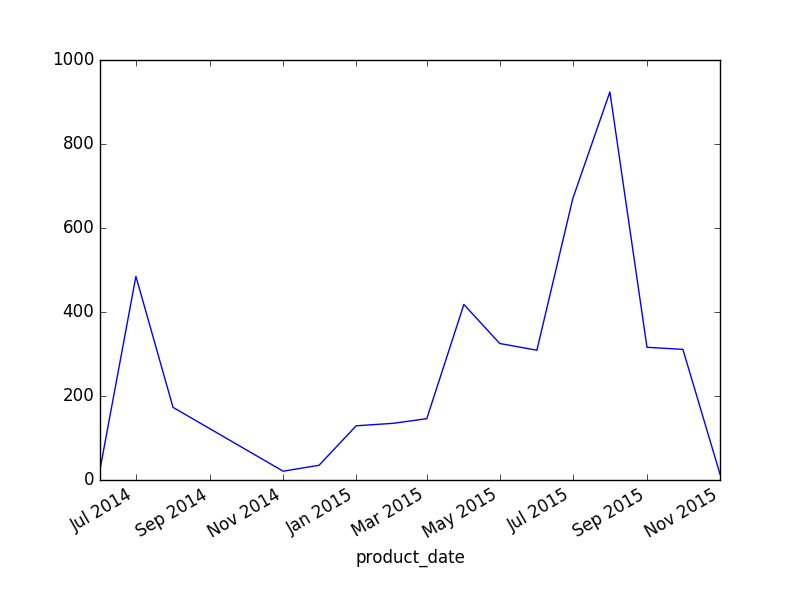 1000
800
600
400
200
0
Jul 2014
Sep 2014
Nov 2014
Jan 2015
Mar 2015
May 2015
Jul 2015
Sep 2015
Nov 2015
product_date